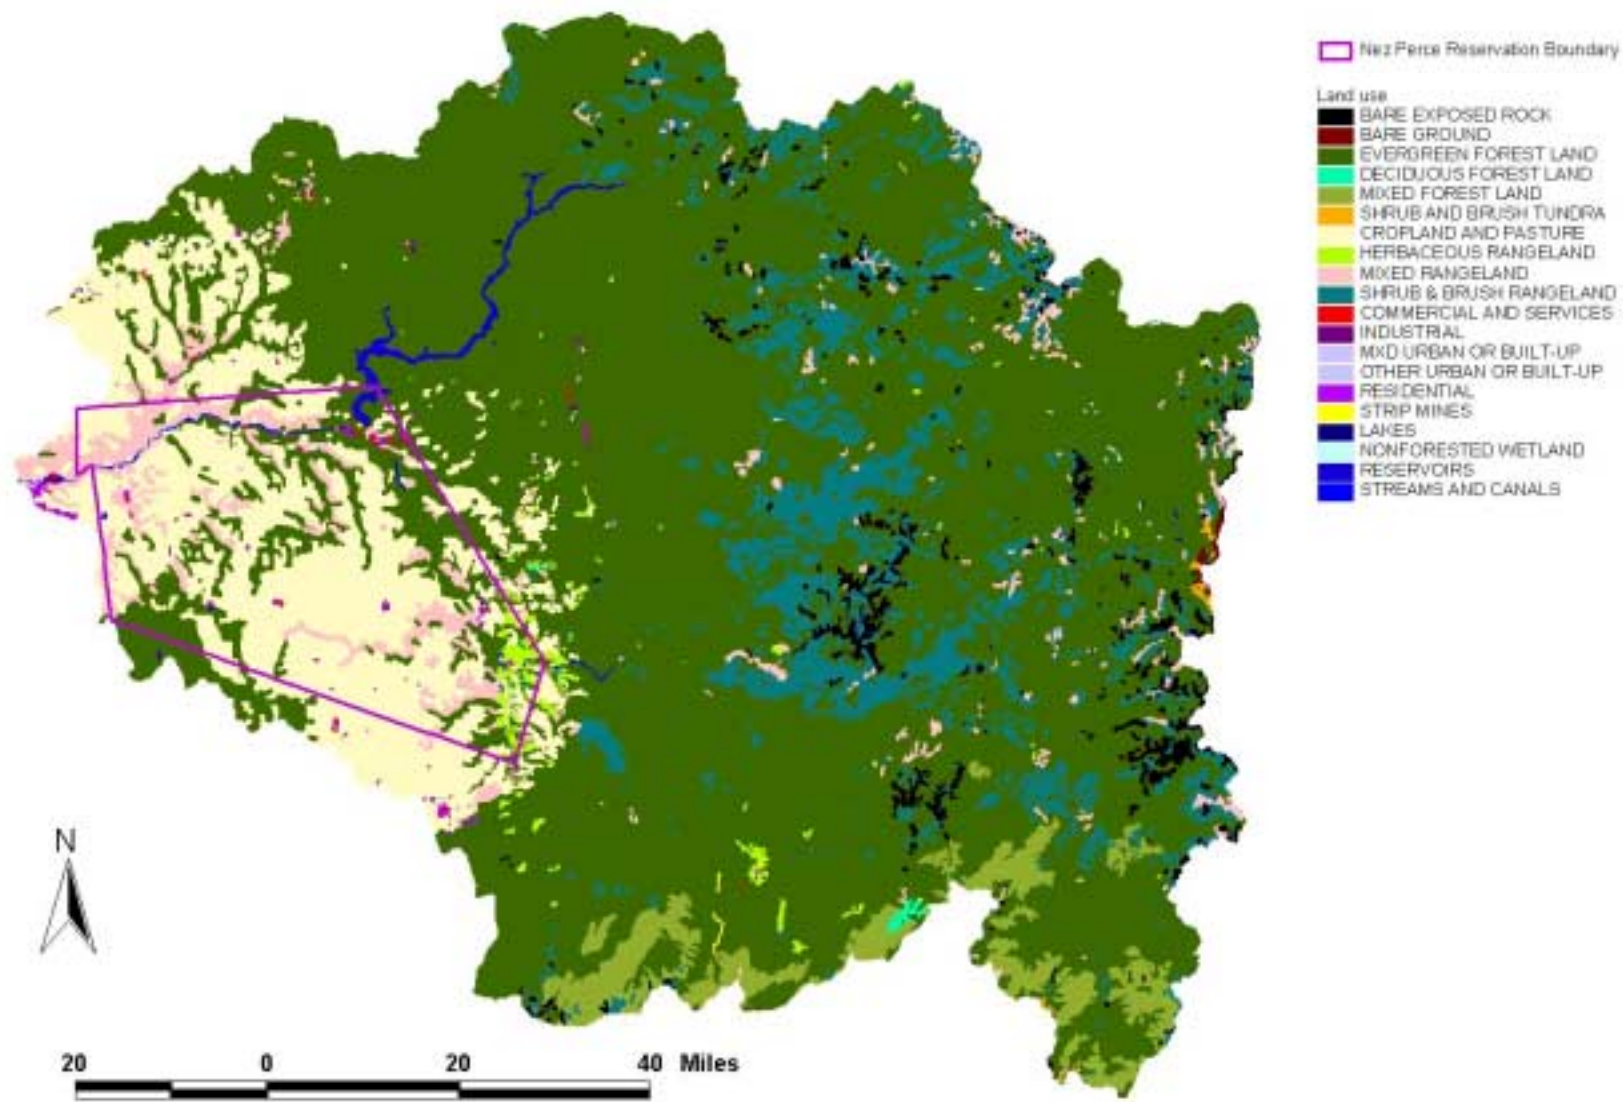 Nez Perce Reservation Boundary
Land use
BARE EXPOSED ROCK
BARE GROUND
EVERGREEN FOREST LAND
DECIDUOUS FOREST LAND
MIXED FOREST LAND
SHRUB AND BRUSH TUNDRA
CROPLAND AND PASTURE
HERBACEOUS RANGELAND
MIXED RANGELAND
SHRUB & BRUSH RANGELAND
COMMERCIAL AND SERVICES
INDUSTRIAL
MXD URBAN OR BUILT-UP
OTHER URBAN OR BUILT-UP
RESIDENTIAL
STRIP MINES
LAKES
NONFORESTED WETLAND
RESERVOIRS
STREAMS AND CANALS
N
20 0 20 40 Miles